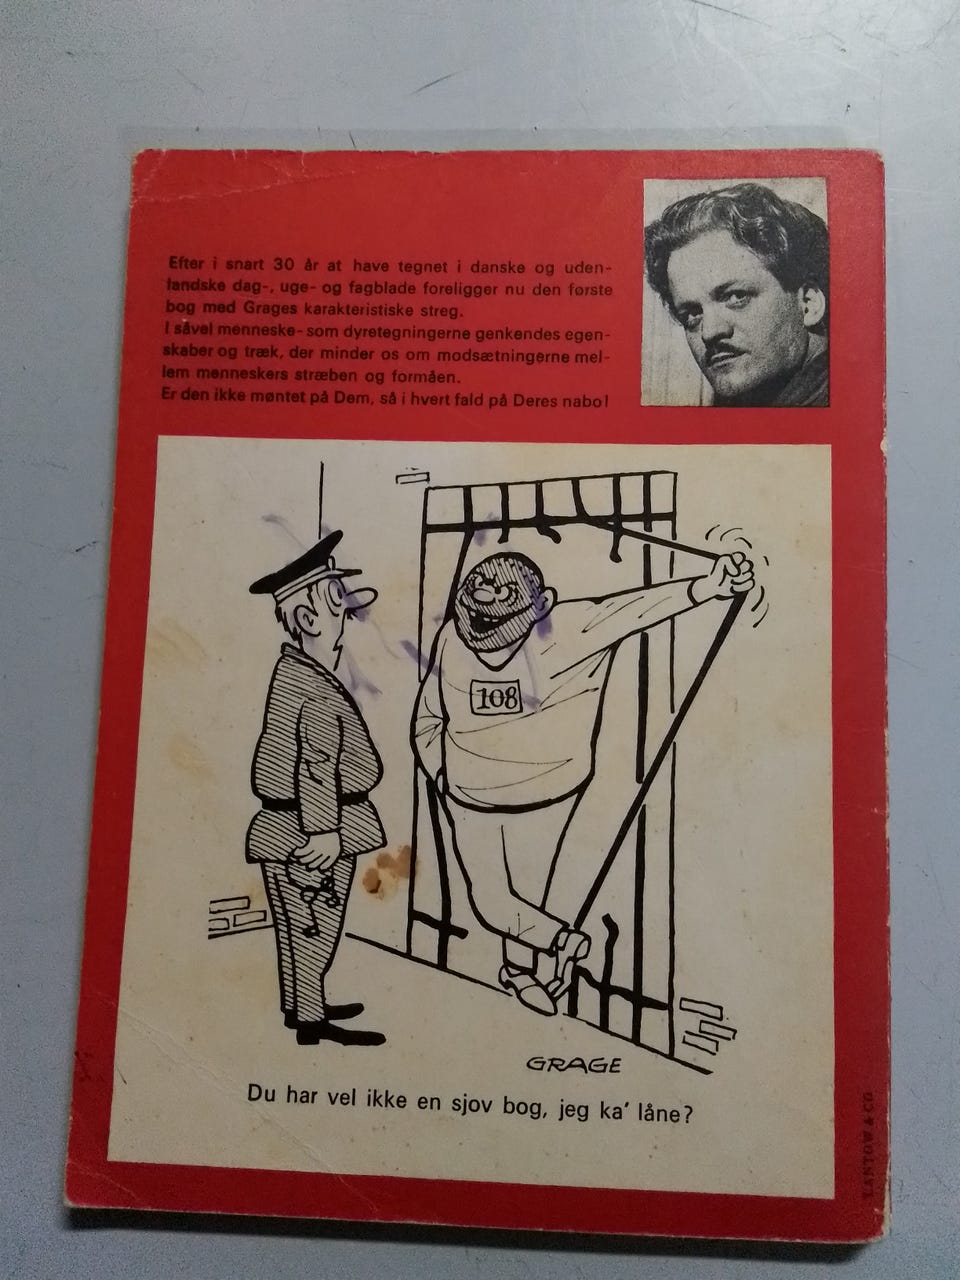 Efter i snart 30 år at have tegnet i danske og uden-
landske dag-, uge- og fagblade foreligger nu den første
bog med Grages karakteristiske streg.
I såvel menneske- som dyretegningerne genkendes egen-
skaber og træk, der minder os om modsætningerne mel-
lem menneskers stræben og formåen.
Er den ikke møntet på Dem, så i hvert fald på Deres nabo!
108
GRAGE
Du har vel ikke en sjov bog, jeg ka' låne?
LANTOW & CO